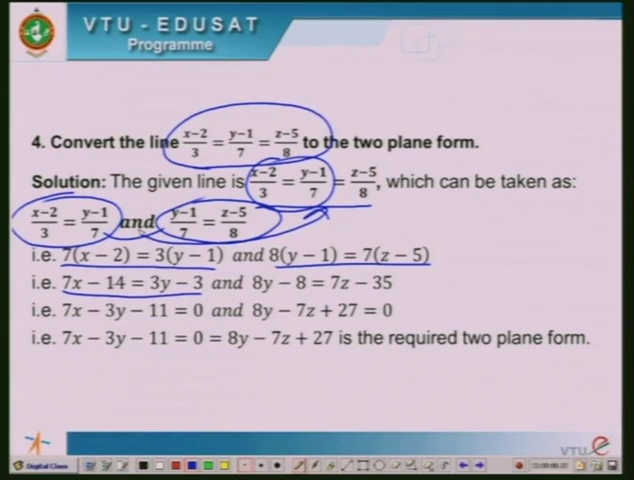 VTU - EDUSAT
Programme
4. Convert the line x−2/3 = y−1/7 = z−5/8 to the two plane form.
Solution: The given line is x−2/3 = y−1/7 = z−5/8, which can be taken as:
x−2/3 = y−1/7 and y−1/7 = z−5/8
i.e. 7(x − 2) = 3(y − 1) and 8(y − 1) = 7(z − 5)
i.e. 7x − 14 = 3y − 3 and 8y − 8 = 7z − 35
i.e. 7x − 3y − 11 = 0 and 8y − 7z + 27 = 0
i.e. 7x − 3y − 11 = 0 = 8y − 7z + 27 is the required two plane form.
VTU e
Digital Class